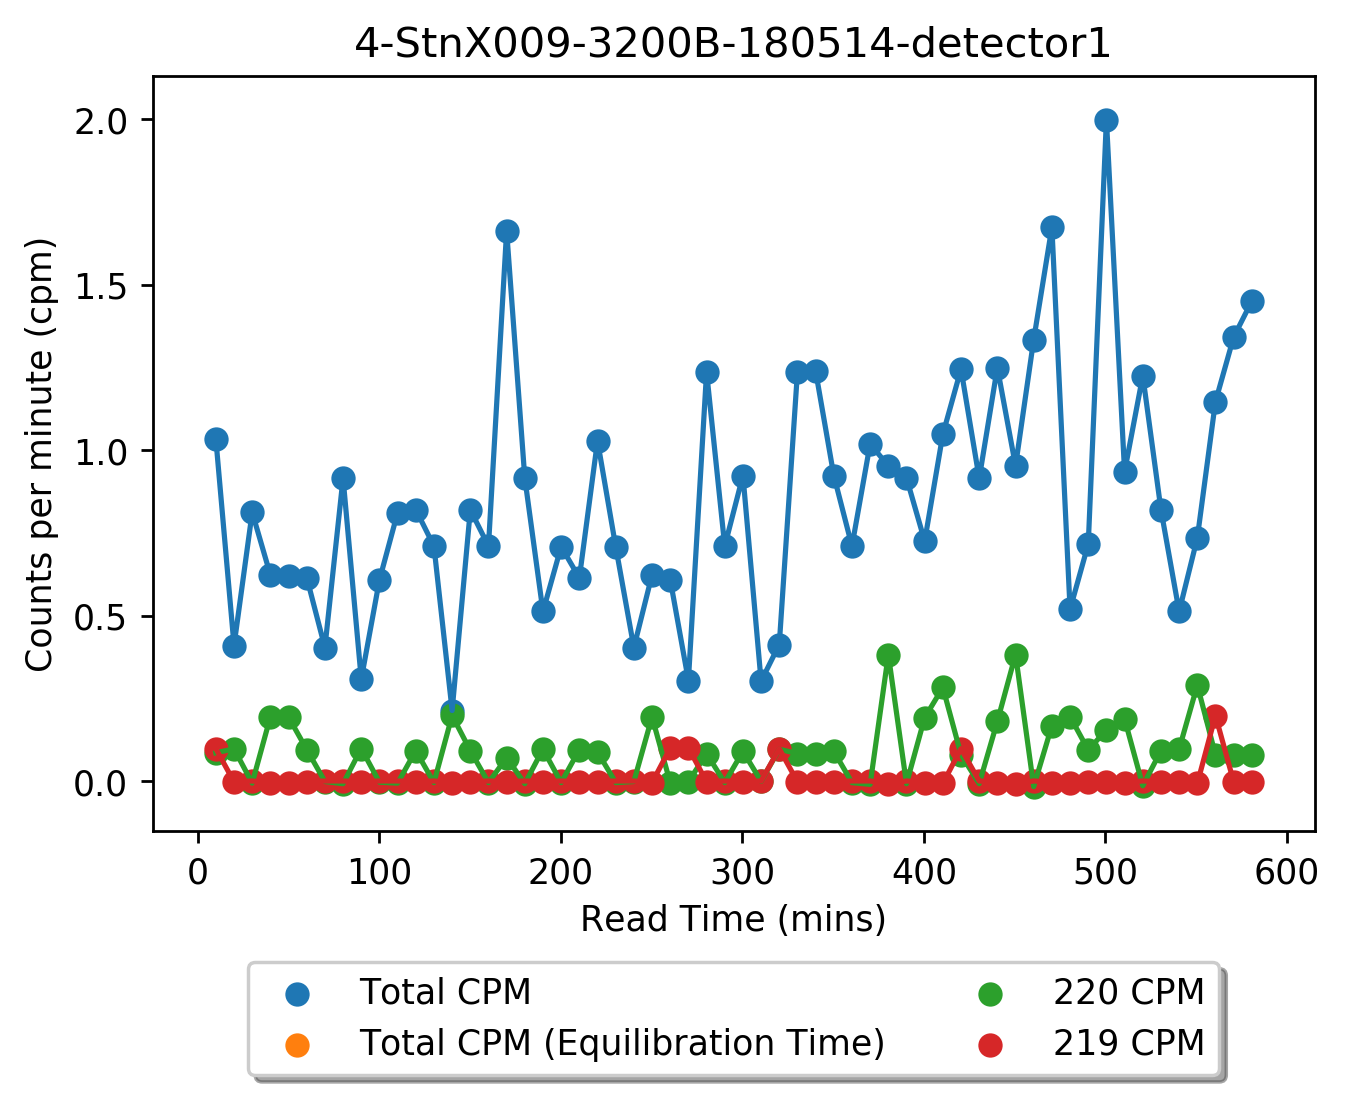 4-StnX009-3200B-180514-detector1
Counts per minute (cpm)
2.0
1.5
1.0
0.5
0.0
0 100 200 300 400 500 600
Read Time (mins)
Total CPM
Total CPM (Equilibration Time)
220 CPM
219 CPM